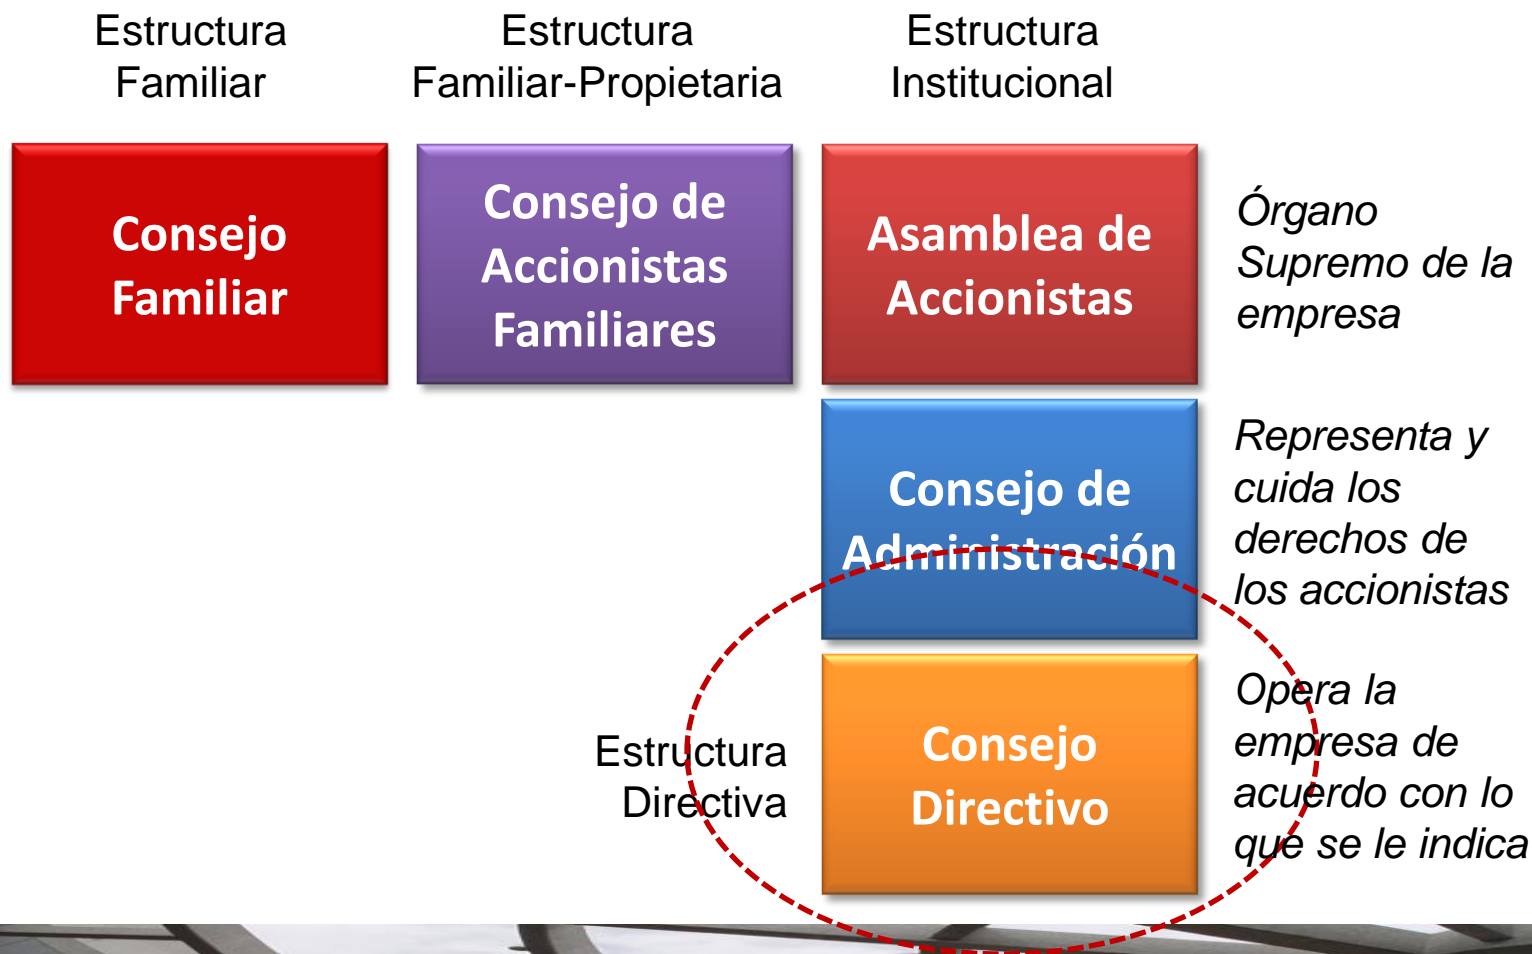 Estructura
Familiar
Estructura
Familiar-Propietaria
Estructura
Institucional
Consejo
Familiar
Consejo de
Accionistas
Familiares
Asamblea de
Accionistas
Órgano
Supremo de la
empresa
Consejo de
Administración
Representa y
cuida los
derechos de
los accionistas
Estructura
Directiva
Consejo
Directivo
Opera la
empresa de
acuerdo con lo
que se le indica